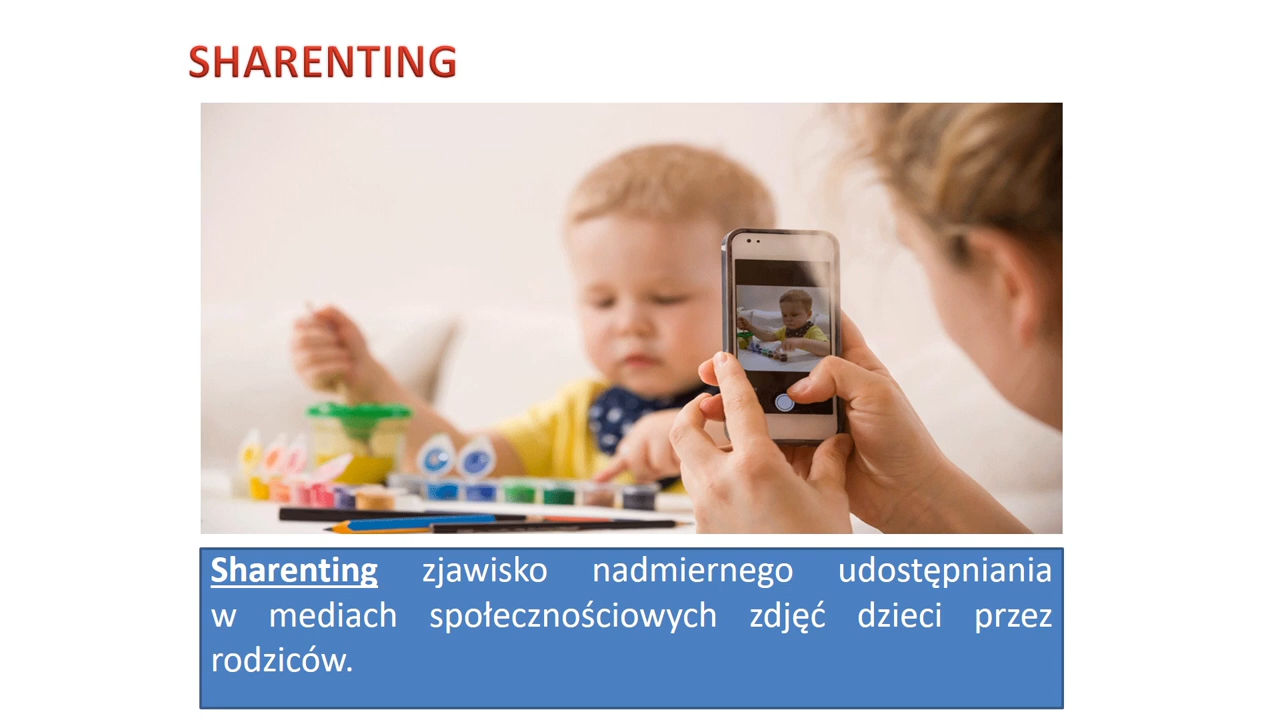 SHARENTING
Sharenting zjawisko nadmiernego udostępniania
w mediach społecznościowych zdjęć dzieci przez
rodziców.